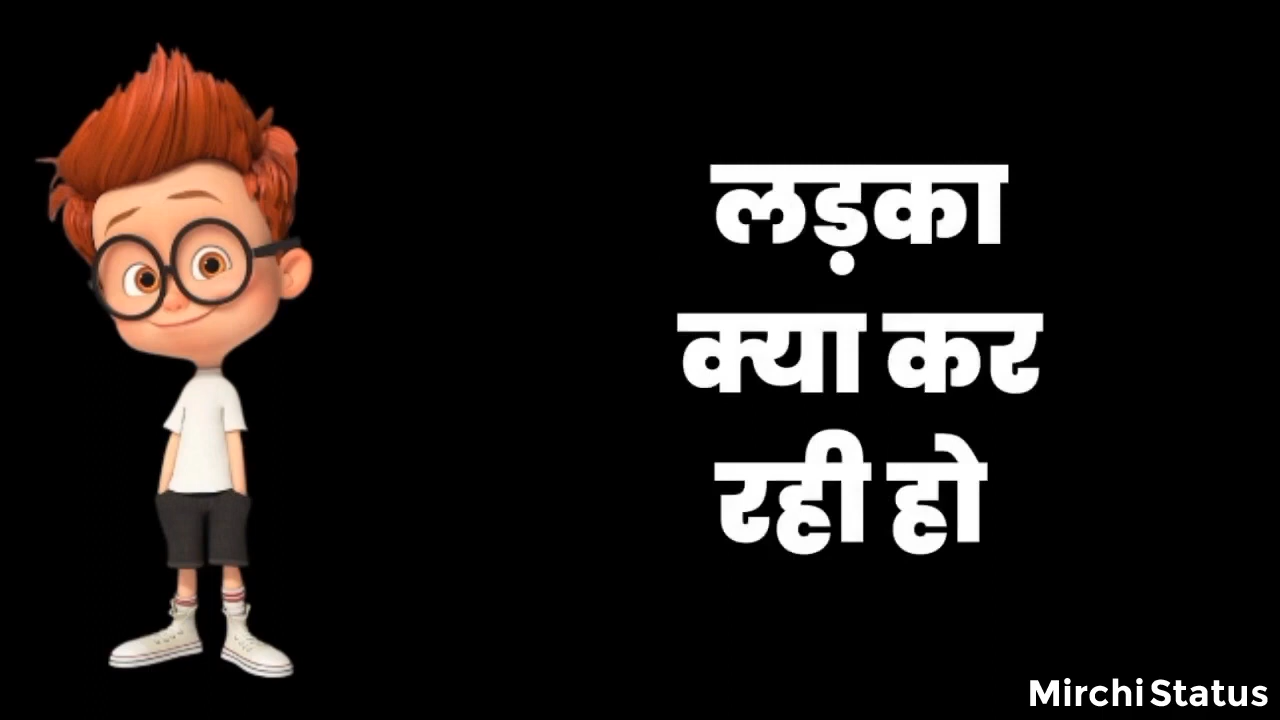 लड़का
क्या कर
रही हो
Mirchi Status